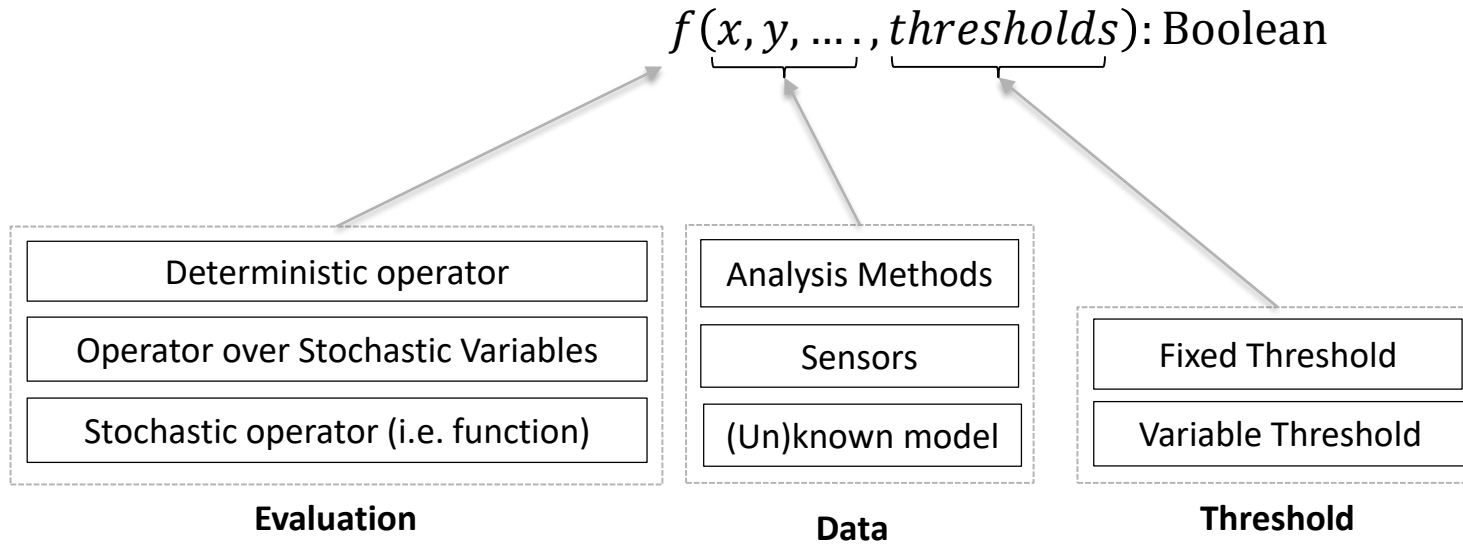 f(x, y, … . , thresholds): Boolean
Deterministic operator
Operator over Stochastic Variables
Stochastic operator (i.e. function)
Evaluation
Analysis Methods
Sensors
(Un)known model
Data
Fixed Threshold
Variable Threshold
Threshold